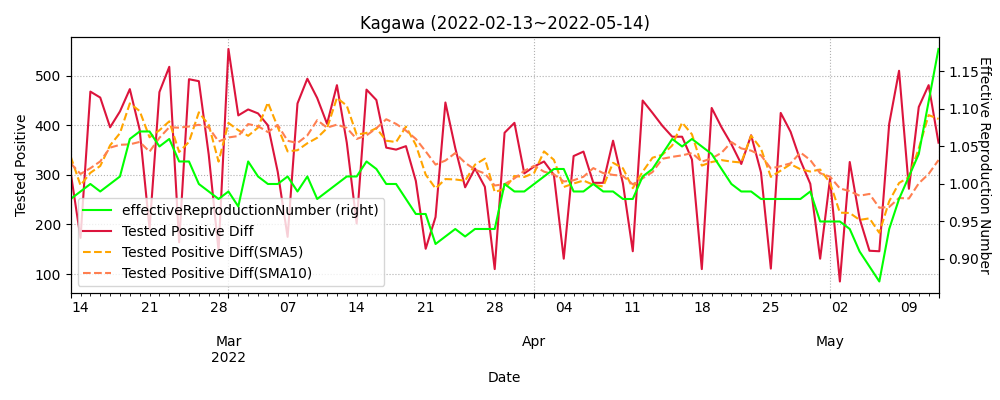 Kagawa (2022-02-13~2022-05-14)
Tested Positive
500
400
300
200
100
1.15
1.10
1.05
1.00
0.95
0.90
Effective Reproduction Number
effectiveReproductionNumber (right)
Tested Positive Diff
Tested Positive Diff(SMA5)
Tested Positive Diff(SMA10)
14 21 28 07 14 21 28 04 11 18 25 02 09
Mar Apr May
2022
Date